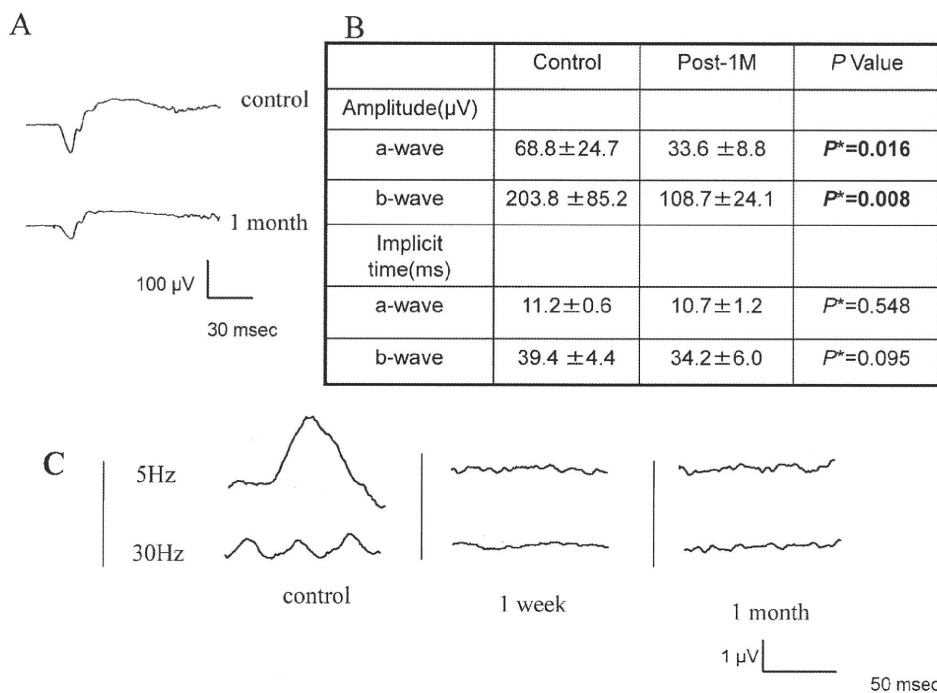 A
control
1 month
100 µV
30 msec
B
Control Post-1M P Value
Amplitude(µV)
a-wave 68.8±24.7 33.6 ±8.8 P*=0.016
b-wave 203.8 ±85.2 108.7±24.1 P*=0.008
Implicit
time(ms)
a-wave 11.2±0.6 10.7±1.2 P*=0.548
b-wave 39.4 ±4.4 34.2±6.0 P*=0.095
C
5Hz
30Hz
control 1 week 1 month
1 µV
50 msec